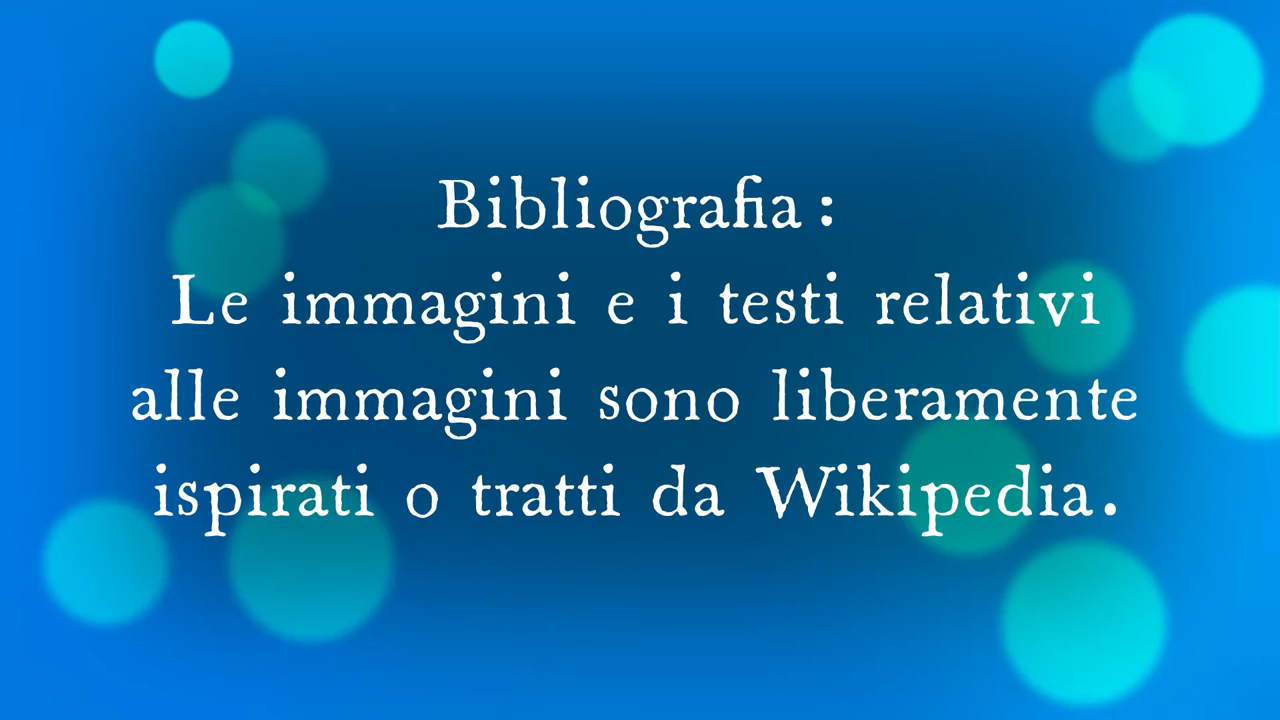 Bibliografia:
Le immagini e i testi relativi
alle immagini sono liberamente
ispirati o tratti da Wikipedia.